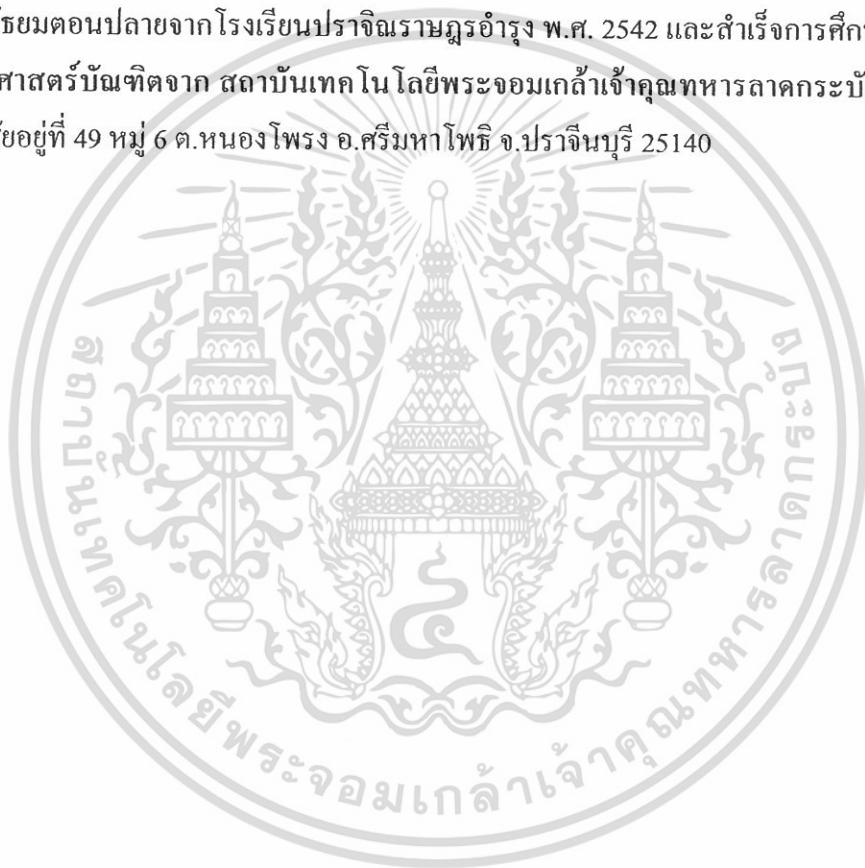 ธยมตอนปลายจากโรงเรียนปราจิณราษฎรอำรุง พ.ศ. 2542 และสำเร็จการศึก
ศาสตร์บัณฑิตจาก สถาบันเทคโนโลยีพระจอมเกล้าเจ้าคุณทหารลาดกระบั
ยอยู่ที่ 49 หมู่ 6 ต.หนองโพรง อ.ศรีมหาโพธิ จ.ปราจีนบุรี 25140
สถาบันเทคโนโลยีพระจอมเกล้าเจ้าคุณทหารลาดกระบัง
๔